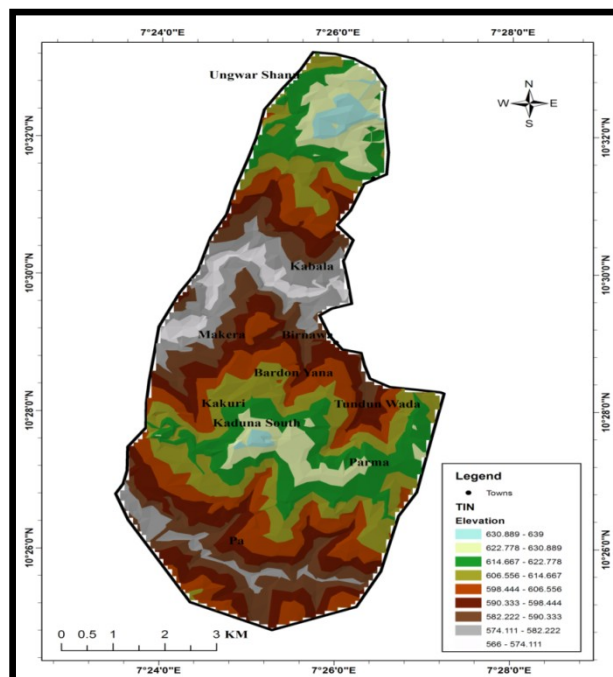 7°24'0"E 7°26'0"E 7°28'0"E
Ungwar Shanu
N
W E
S
10°32'0"N 10°32'0"N
10°30'0"N 10°30'0"N
Kabala
Makera Birnawa
Bardon Yana
Kakuri Tundun Wada
10°28'0"N 10°28'0"N
Kaduna South
Parma
Legend
Towns
TIN
Elevation
630.889 - 639
622.778 - 630.889
614.667 - 622.778
606.556 - 614.667
598.444 - 606.556
590.333 - 598.444
582.222 - 590.333
574.111 - 582.222
566 - 574.111
10°26'0"N 10°26'0"N
Pa
0 0.5 1 2 3 KM
7°24'0"E 7°26'0"E 7°28'0"E